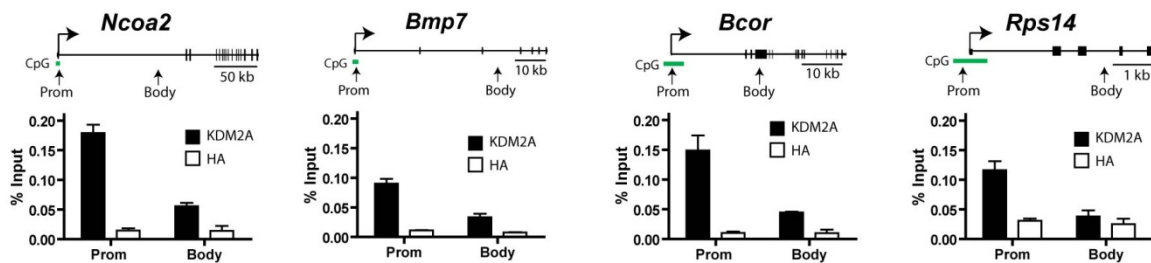 Ncoa2
CpG
50 kb
Prom
Body
0.20
0.15
0.10
0.05
0.00
% Input
KDM2A
HA
Prom
Body
Bmp7
CpG
10 kb
Prom
Body
0.20
0.15
0.10
0.05
0.00
% Input
KDM2A
HA
Prom
Body
Bcor
CpG
10 kb
Prom
Body
0.20
0.15
0.10
0.05
0.00
% Input
KDM2A
HA
Prom
Body
Rps14
CpG
1 kb
Prom
Body
0.20
0.15
0.10
0.05
0.00
% Input
KDM2A
HA
Prom
Body